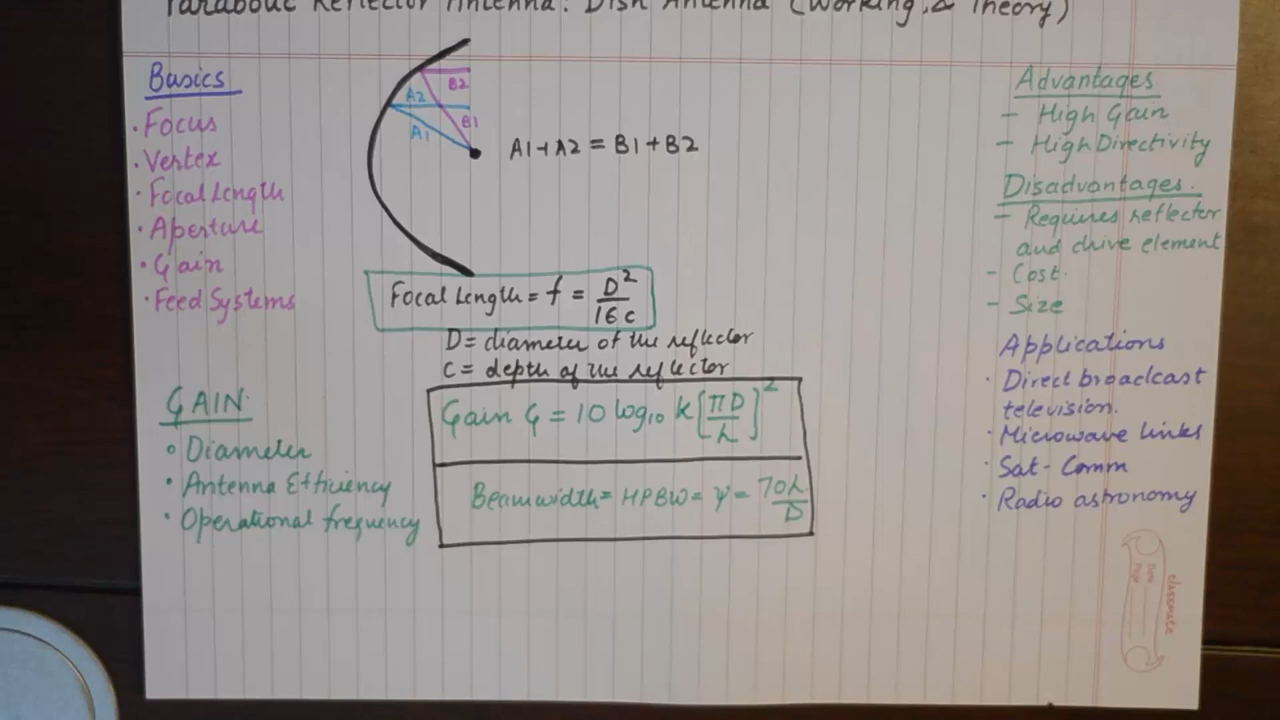 Parabolic Reflector Antenna: Dish Antenna (Working, & Theory)
Basics
· Focus
· Vertex
· Focal Length
· Aperture
· Gain
· Feed Systems
B2
A2
B1
A1
A1+A2 = B1+B2
Focal Length = f = D²/16c
D = diameter of the reflector
C = depth of the reflector
GAIN
• Diameter
• Antenna Efficiency
• Operational frequency
Gain G = 10 log₁₀ k[πD/λ]²
Beamwidth = HPBW = ψ = 70λ/D
Advantages
- High Gain
- High Directivity
Disadvantages.
- Requires reflector
and drive element
- Cost.
- Size
Applications
· Direct broadcast
television.
· Microwave links
· Sat-Comm
· Radio astronomy
classmate
Date
Page